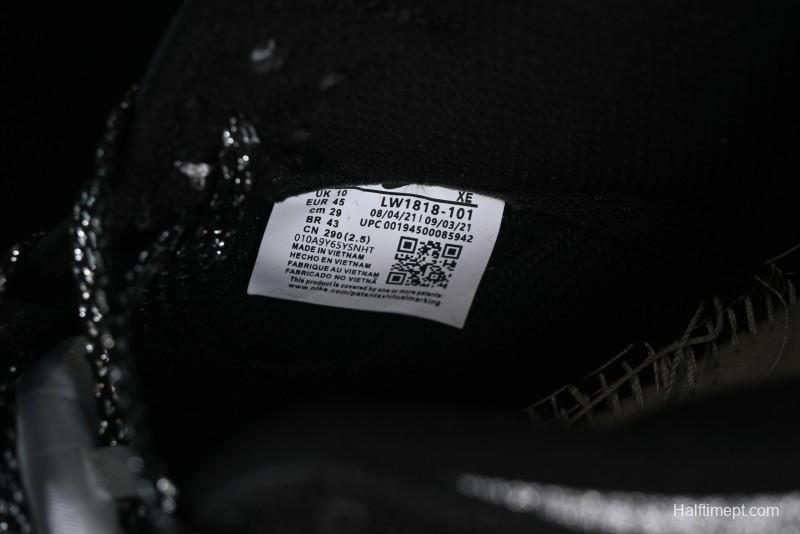 UK 10
EUR 45
cm 29
BR 43
CN 290 (2.5)
010A9Y65YSNHT
MADE IN VIETNAM
HECHO EN VIETNAM
FABRIQUE AU VIETNAM
FABRICADO NO VIETNÃ
This product is covered by one or more patents:
www.nike.com/patentsvirtualmarking
XE
LW1818-101
08/04/21 | 09/03/21
UPC 00194500085942
Halftimept.com